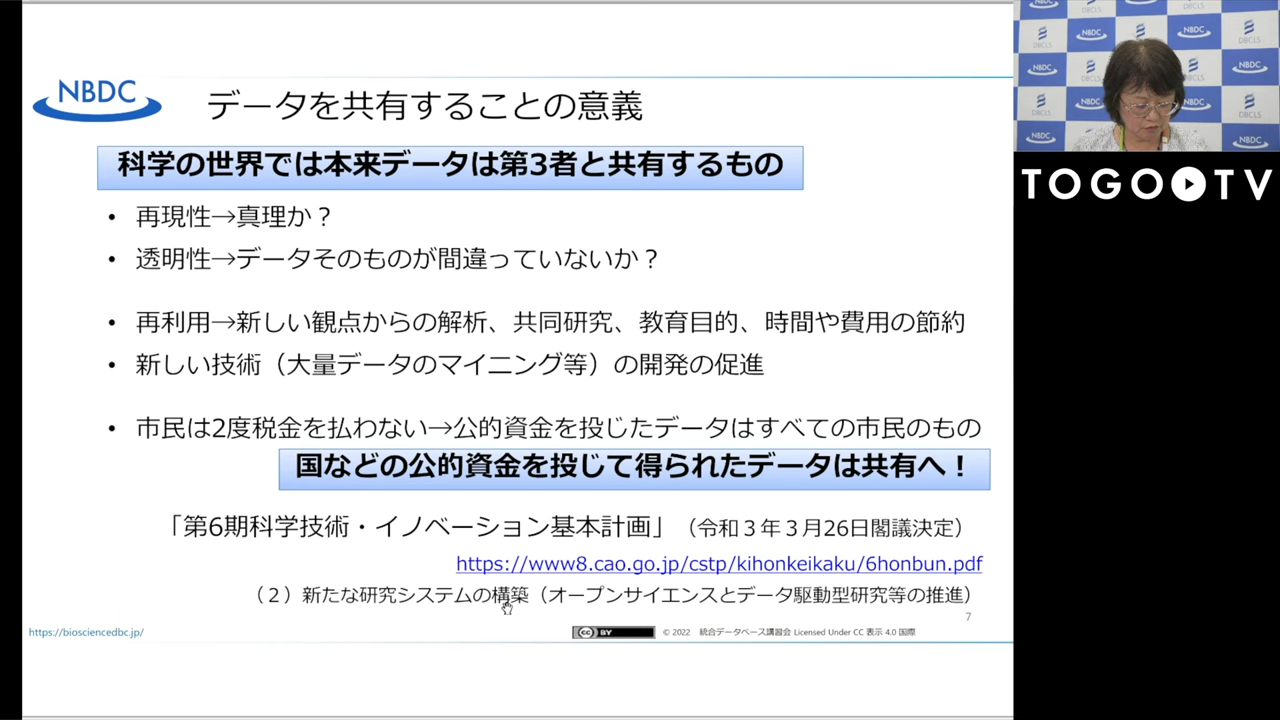 NBDC
データを共有することの意義
科学の世界では本来データは第3者と共有するもの
• 再現性→真理か？
• 透明性→データそのものが間違っていないか？
• 再利用→新しい観点からの解析、共同研究、教育目的、時間や費用の節約
• 新しい技術（大量データのマイニング等）の開発の促進
• 市民は2度税金を払わない→公的資金を投じたデータはすべての市民のもの
国などの公的資金を投じて得られたデータは共有へ！
「第6期科学技術・イノベーション基本計画」（令和３年３月26日閣議決定）
https://www8.cao.go.jp/cstp/kihonkeikaku/6honbun.pdf
（２）新たな研究システムの構築（オープンサイエンスとデータ駆動型研究等の推進）
7
https://biosciencedbc.jp/
cc BY
© 2022 統合データベース講習会 Licensed Under CC 表示 4.0 国際
DBCLS
NBDC
TOGO TV